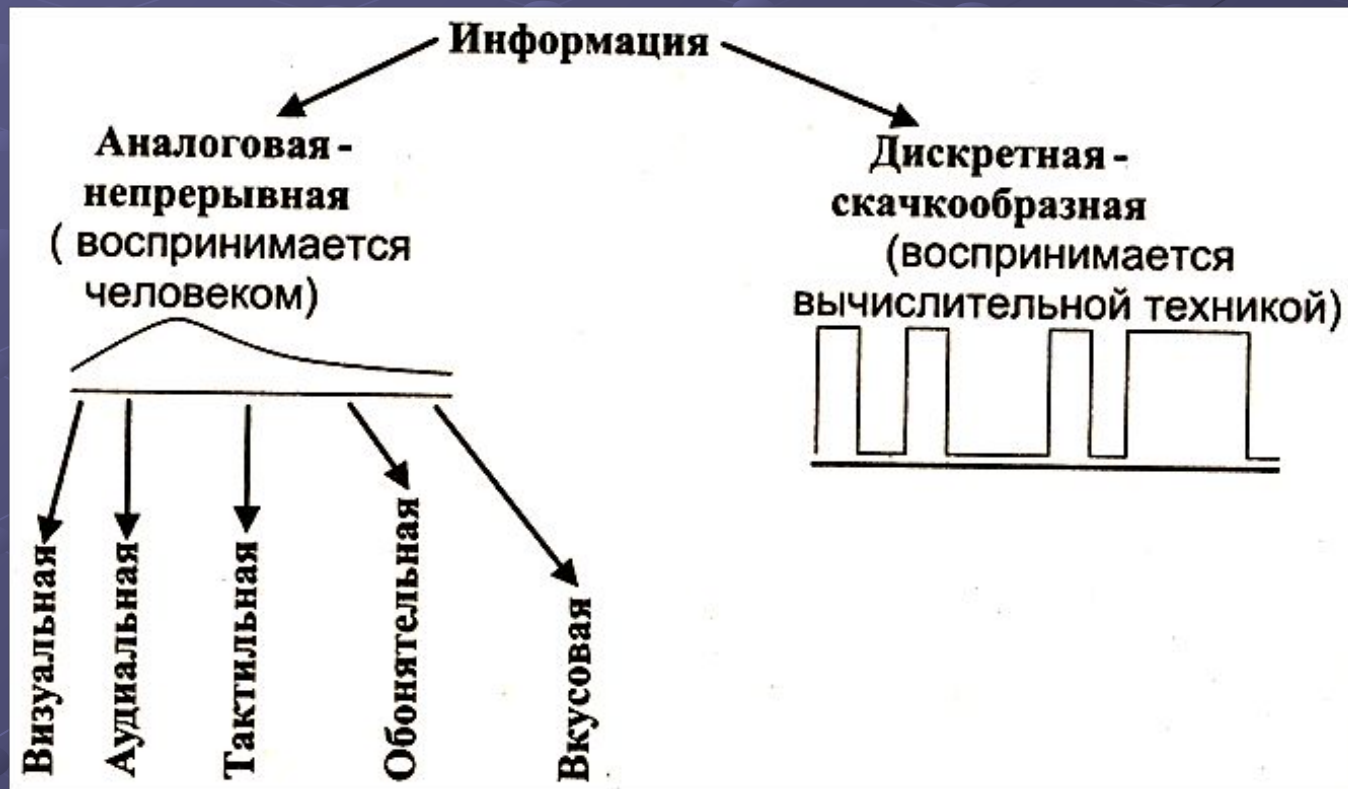 Информация
Аналоговая -
непрерывная
( воспринимается
человеком)
Дискретная -
скачкообразная
(воспринимается
вычислительной техникой)
Визуальная
Аудиальная
Тактильная
Обонятельная
Вкусовая